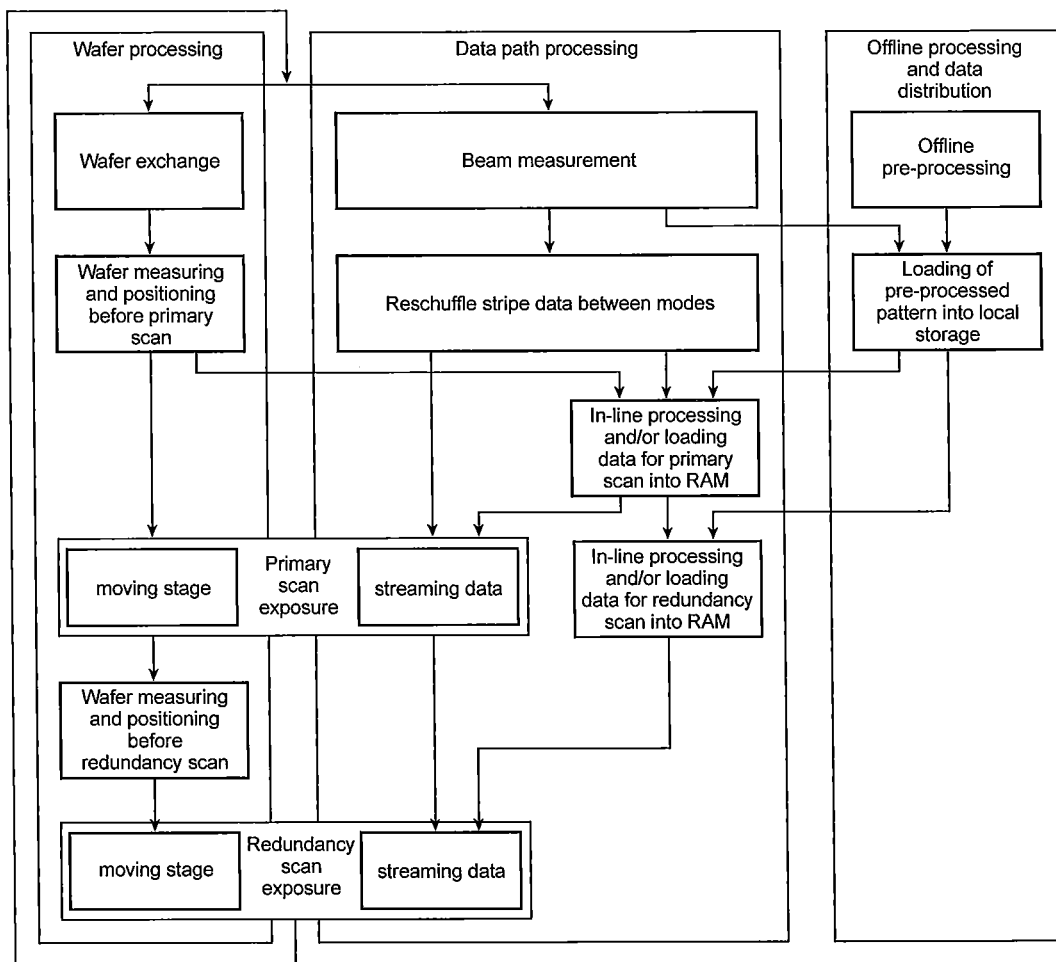 Wafer processing
Data path processing
Offline processing
and data
distribution
Wafer exchange
Beam measurement
Offline
pre-processing
Wafer measuring
and positioning
before primary
scan
Reschuffle stripe data between modes
Loading of
pre-processed
pattern into local
storage
In-line processing
and/or loading
data for primary
scan into RAM
moving stage
Primary
scan
exposure
streaming data
In-line processing
and/or loading
data for redundancy
scan into RAM
Wafer measuring
and positioning
before
redundancy scan
moving stage
Redundancy
scan
exposure
streaming data